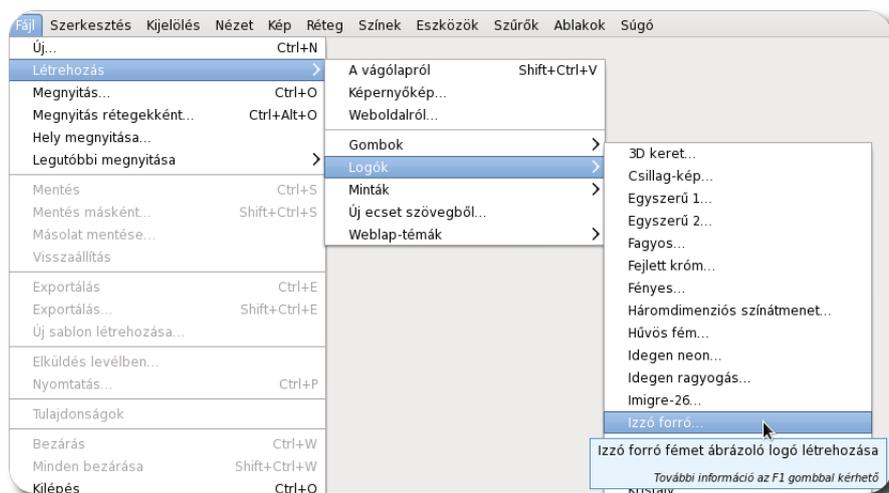 Fájl Szerkesztés Kijelölés Nézet Kép Réteg Színek Eszközök Szűrők Ablakok Súgó
Új... Ctrl+N
Létrehozás
Megnyitás... Ctrl+O
Megnyitás rétegekként... Ctrl+Alt+O
Hely megnyitása...
Legutóbbi megnyitása
Mentés Ctrl+S
Mentés másként... Shift+Ctrl+S
Másolat mentése...
Visszaállítás
Exportálás Ctrl+E
Exportálás... Shift+Ctrl+E
Új sablon létrehozása...
Elküldés levélben...
Nyomtatás... Ctrl+P
Tulajdonságok
Bezárás Ctrl+W
Minden bezárása Shift+Ctrl+W
Kilépés Ctrl+Q
A vágólapról Shift+Ctrl+V
Képernyőkép...
Weboldalról...
Gombok
Logók
Minták
Új ecset szövegből...
Weblap-témák
3D keret...
Csillag-kép...
Egyszerű 1...
Egyszerű 2...
Fagyos...
Fejlett króm...
Fényes...
Háromdimenziós színátmenet...
Hűvös fém...
Idegen neon...
Idegen ragyogás...
Imigre-26...
Izzó forró...
Izzó forró fémet ábrázoló logó létrehozása
További információ az F1 gombbal kérhető